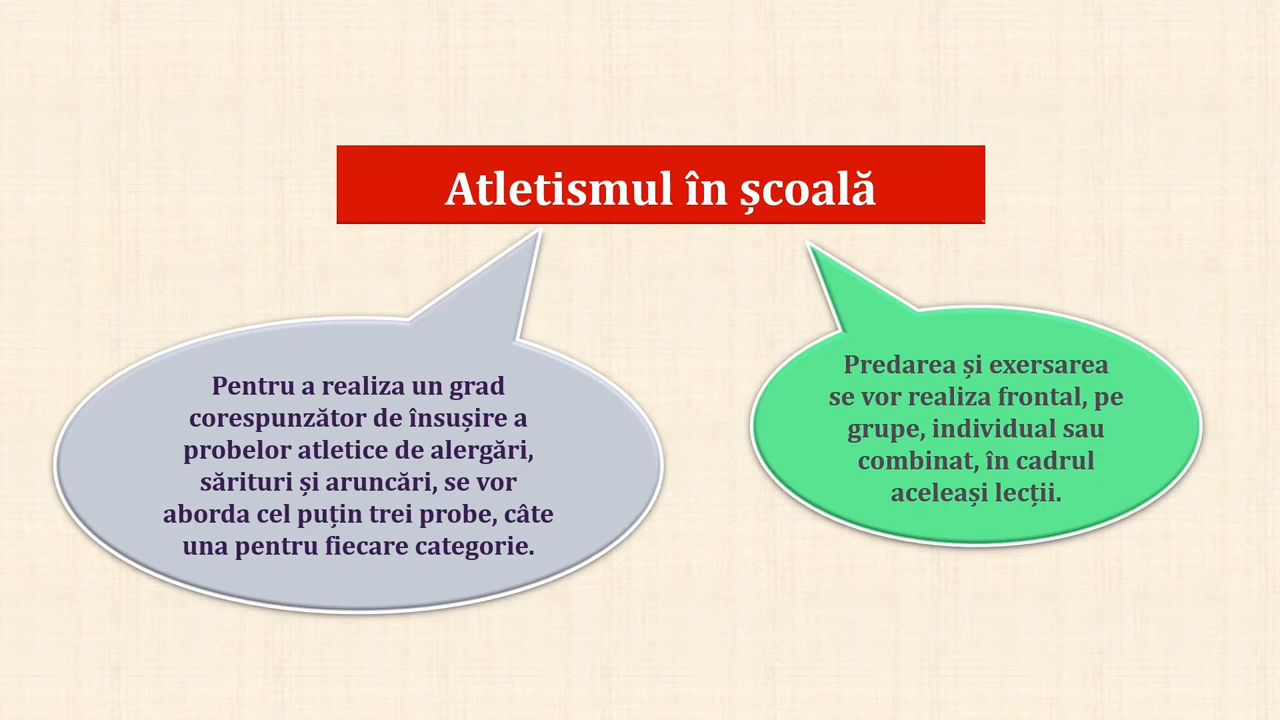 Atletismul în școală
Pentru a realiza un grad
corespunzător de însușire a
probelor atletice de alergări,
sărituri și aruncări, se vor
aborda cel puțin trei probe, câte
una pentru fiecare categorie.
Predarea și exersarea
se vor realiza frontal, pe
grupe, individual sau
combinat, în cadrul
aceleași lecții.